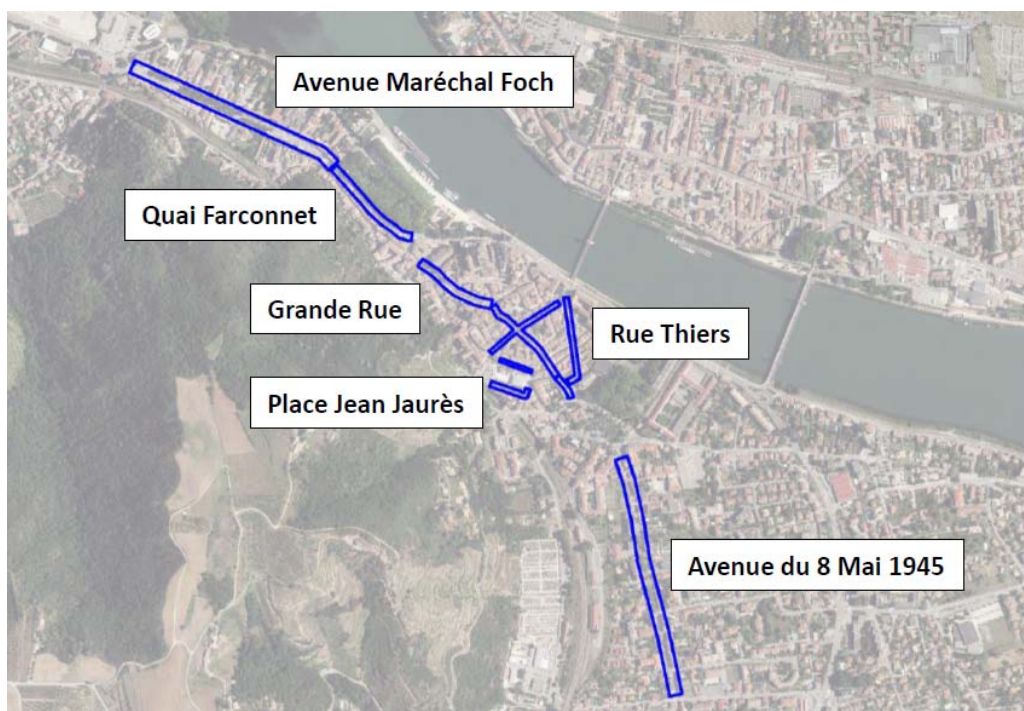 Avenue Maréchal Foch
Quai Farconnet
Grande Rue
Rue Thiers
Place Jean Jaurès
Avenue du 8 Mai 1945